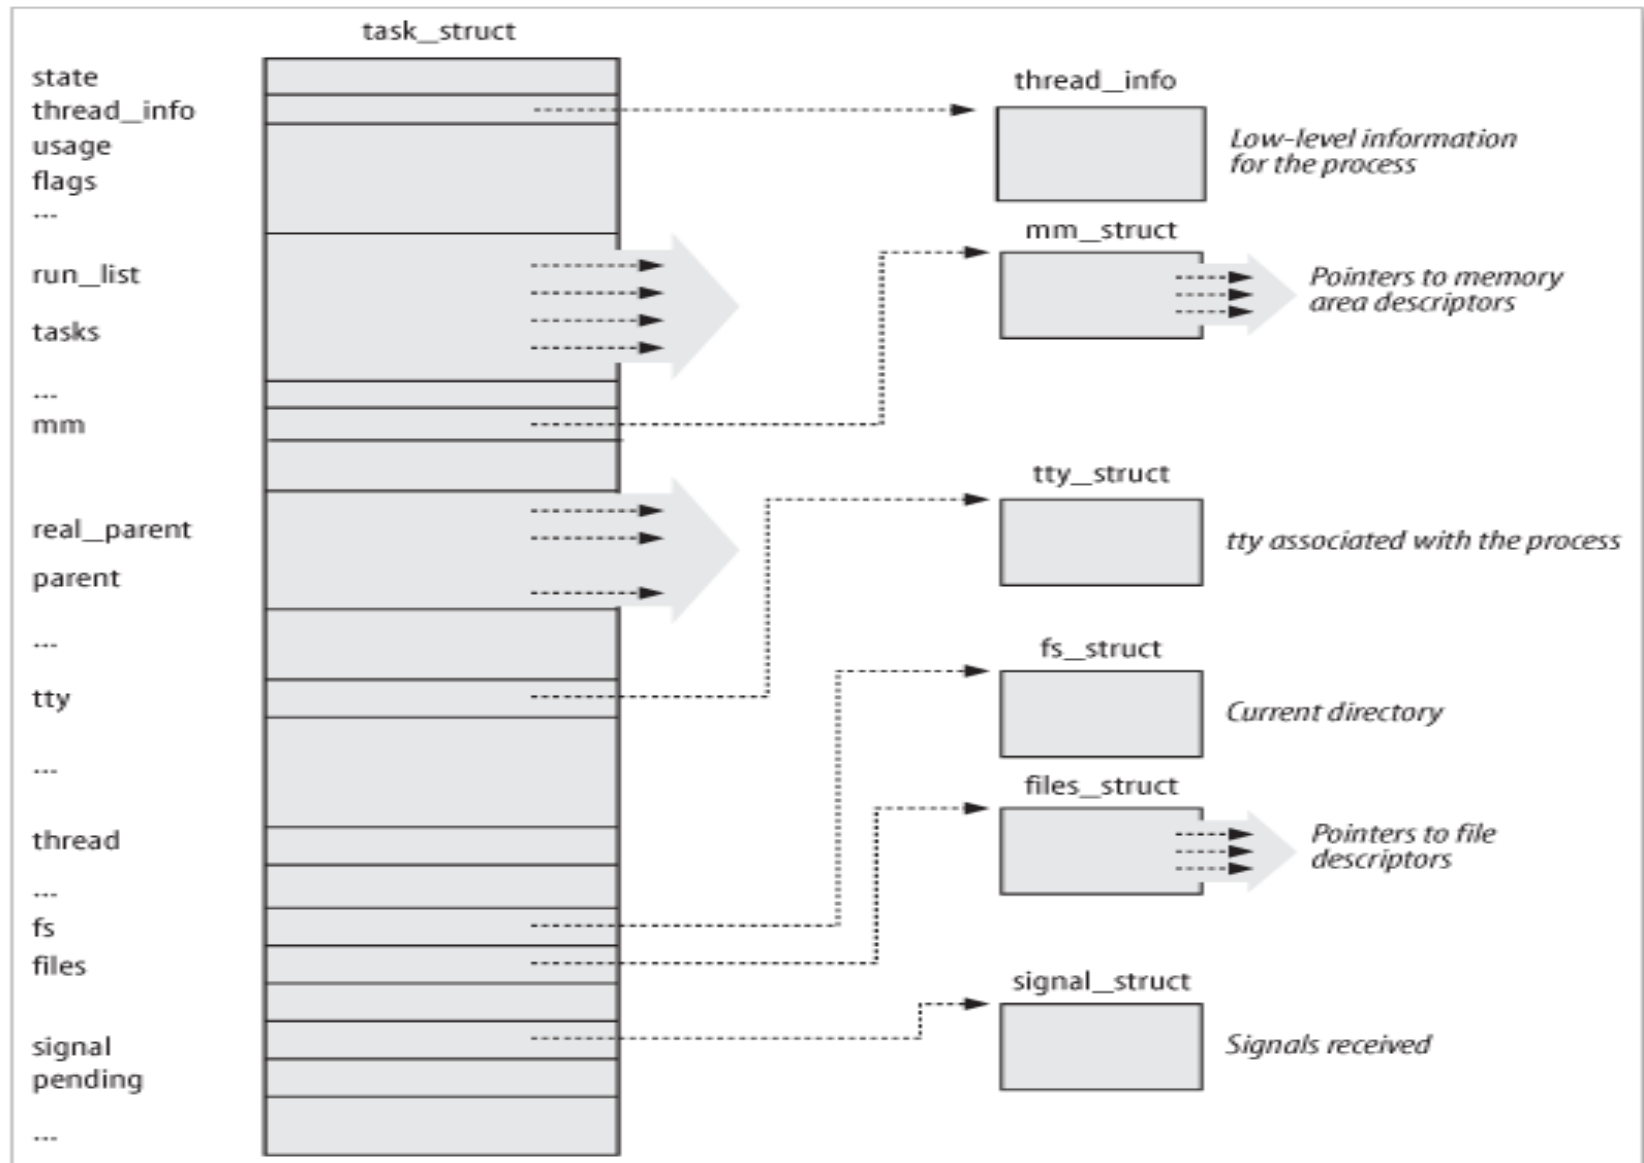 task_struct
state
thread_info
usage
flags
...
run_list
tasks
...
mm
real_parent
parent
...
tty
...
thread
...
fs
files
signal
pending
...
thread_info
Low-level information
for the process
mm_struct
Pointers to memory
area descriptors
tty_struct
tty associated with the process
fs_struct
Current directory
files_struct
Pointers to file
descriptors
signal_struct
Signals received